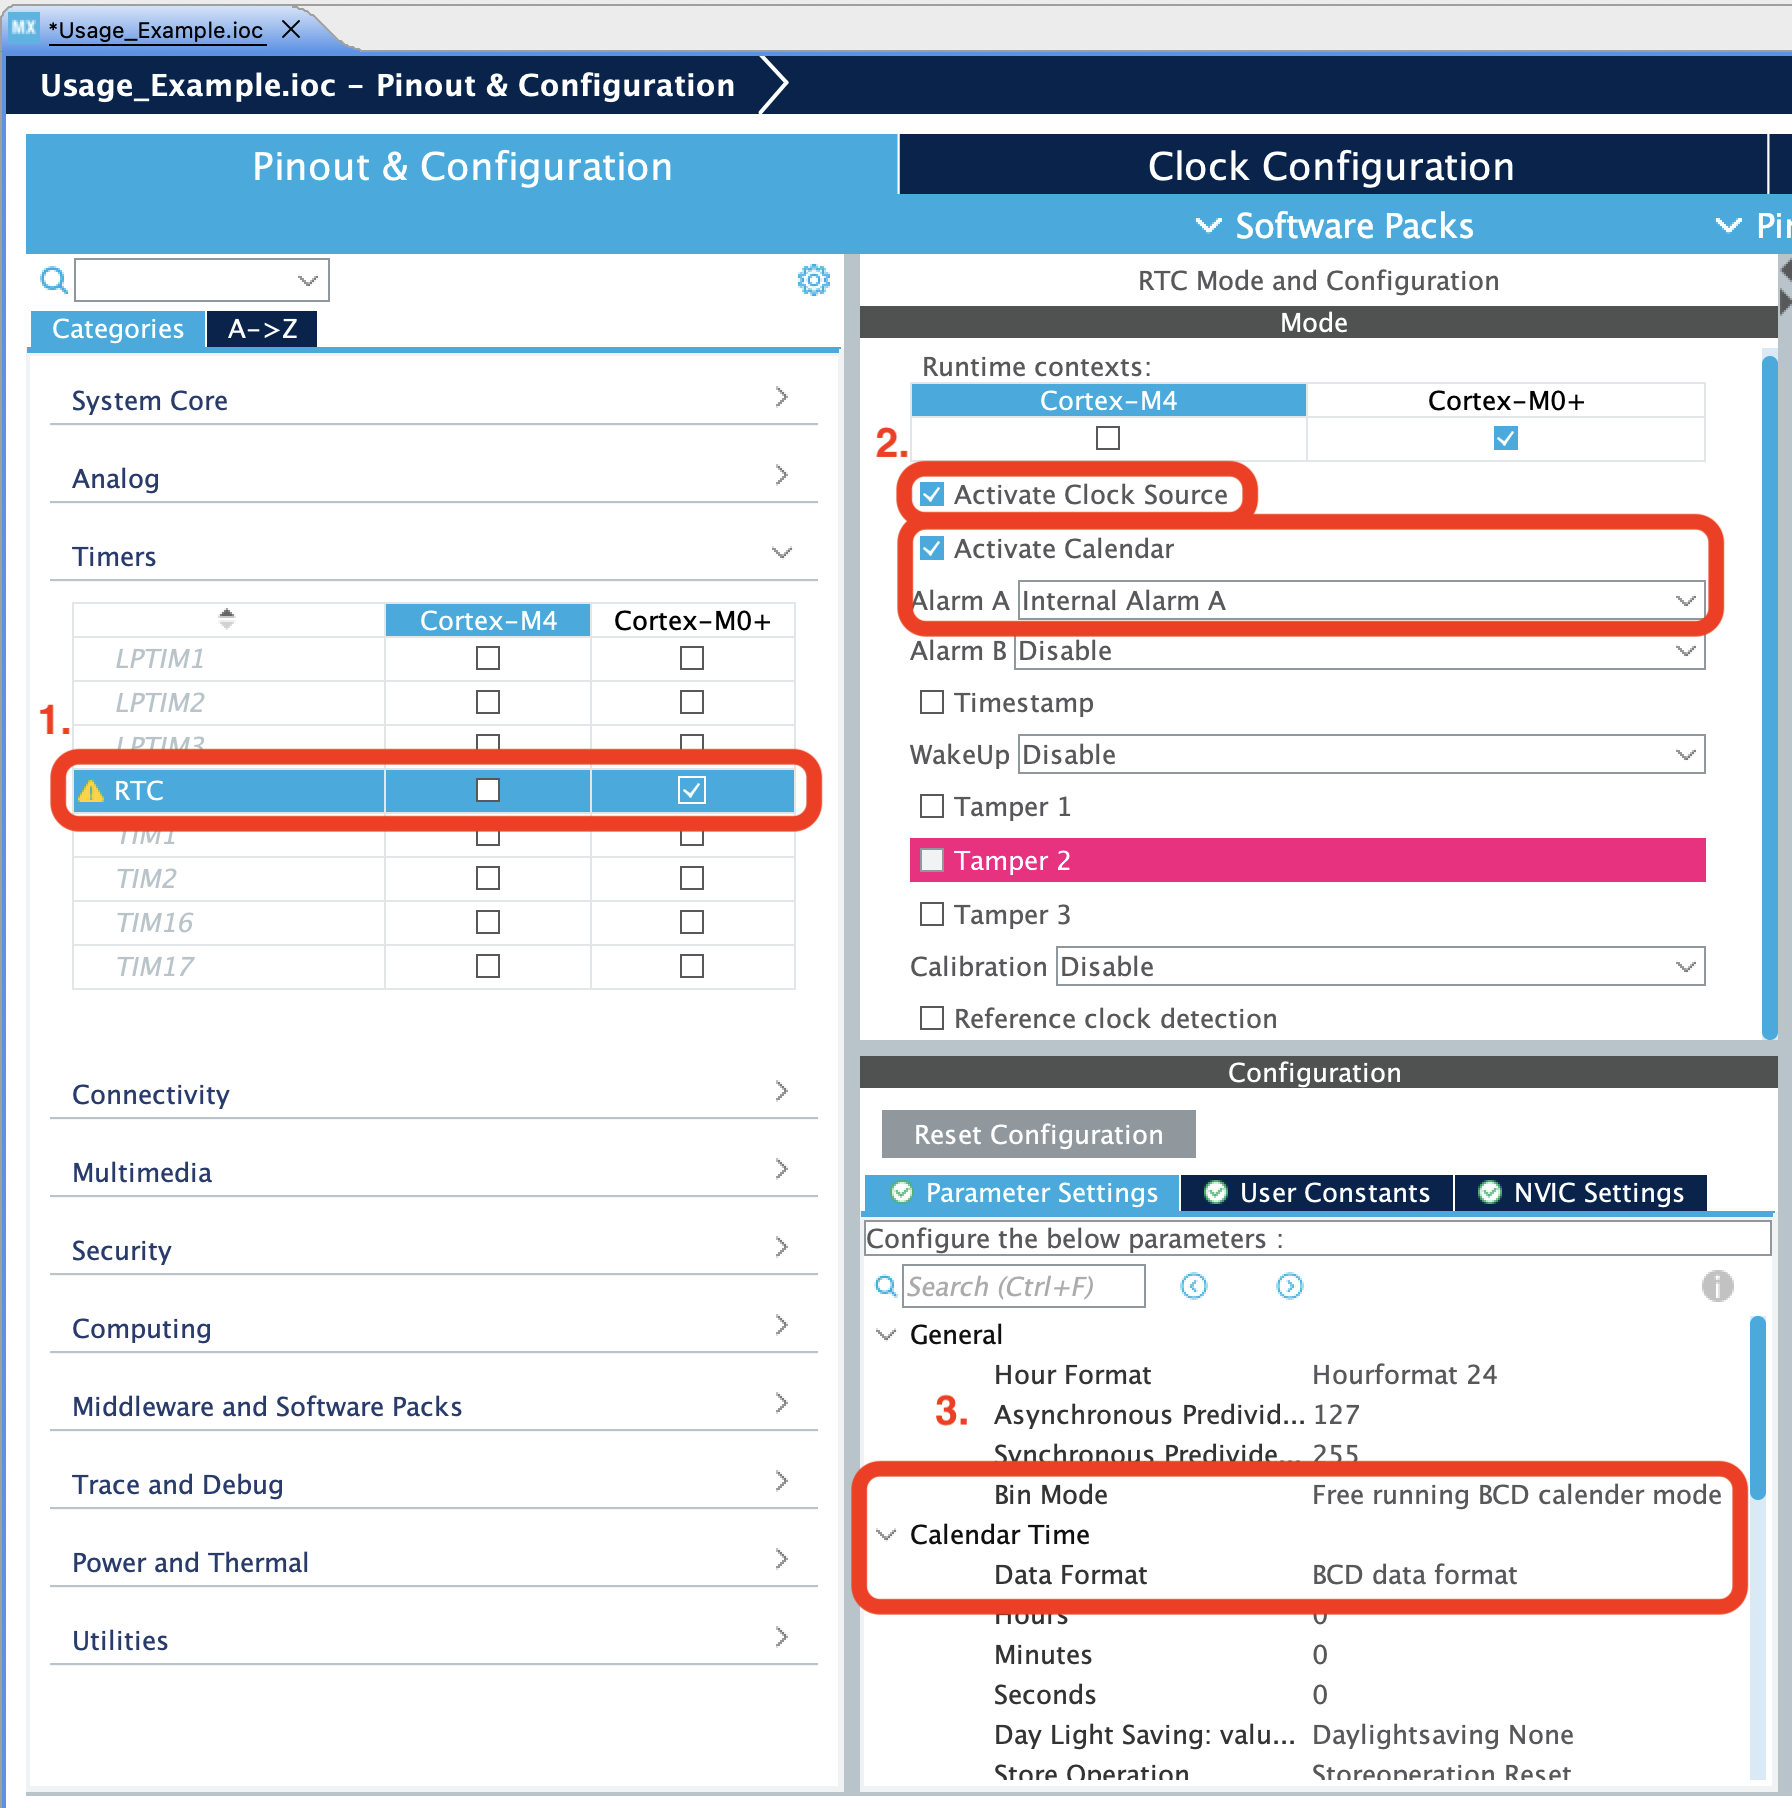 MX *Usage_Example.ioc
Usage_Example.ioc – Pinout & Configuration
Pinout & Configuration
Clock Configuration
Software Packs
Pi
Categories
A->Z
System Core
Analog
Timers
Cortex-M4 Cortex-M0+
LPTIM1
LPTIM2
1.
LPTIM3
RTC
TIM1
TIM2
TIM16
TIM17
Connectivity
Multimedia
Security
Computing
Middleware and Software Packs
Trace and Debug
Power and Thermal
Utilities
RTC Mode and Configuration
Mode
Runtime contexts:
Cortex-M4 Cortex-M0+
2.
Activate Clock Source
Activate Calendar
Alarm A Internal Alarm A
Alarm B Disable
Timestamp
WakeUp Disable
Tamper 1
Tamper 2
Tamper 3
Calibration Disable
Reference clock detection
Configuration
Reset Configuration
Parameter Settings User Constants NVIC Settings
Configure the below parameters :
Search (Ctrl+F)
General
Hour Format Hourformat 24
3.
Asynchronous Predivid... 127
Synchronous Predivide... 255
Bin Mode Free running BCD calender mode
Calendar Time
Data Format BCD data format
Hours 0
Minutes 0
Seconds 0
Day Light Saving: valu... Daylightsaving None
Store Operation Storeoperation Reset